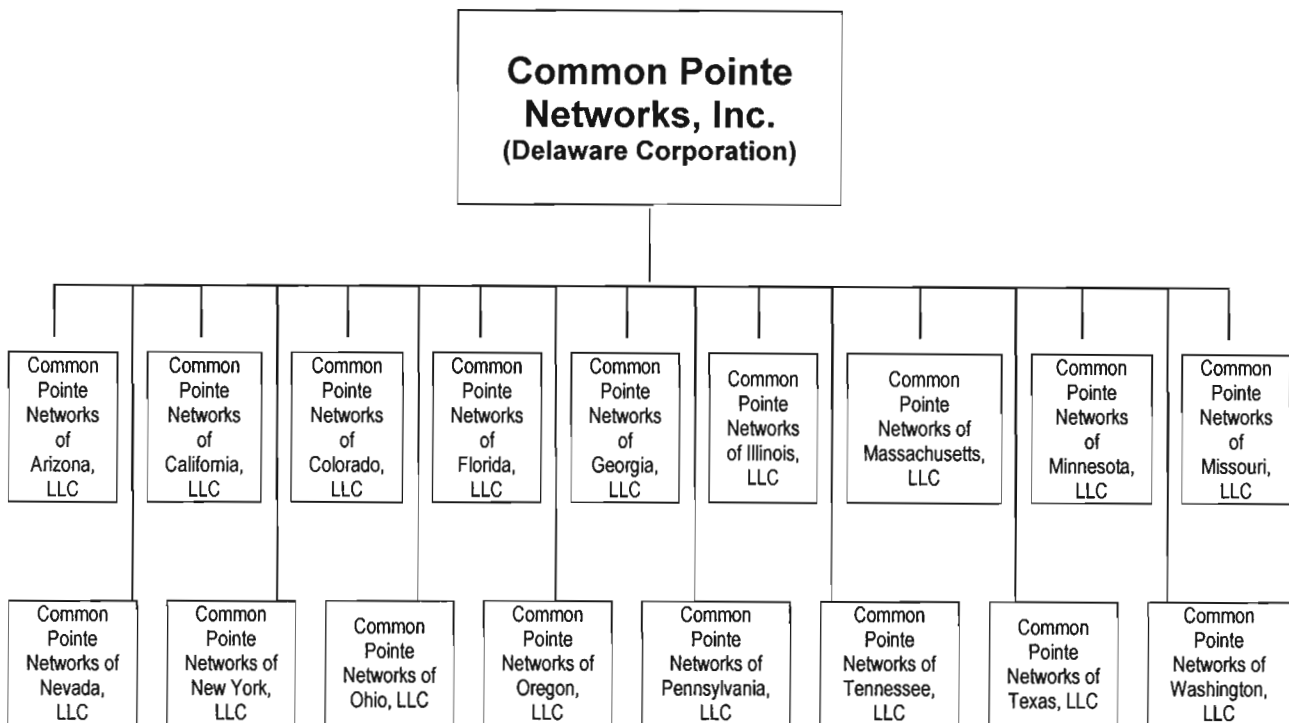 Common Pointe
Networks, Inc.
(Delaware Corporation)
Common
Pointe
Networks
of
Arizona,
LLC
Common
Pointe
Networks
of
California,
LLC
Common
Pointe
Networks
of
Colorado,
LLC
Common
Pointe
Networks
of
Florida,
LLC
Common
Pointe
Networks
of
Georgia,
LLC
Common
Pointe
Networks
of Illinois,
LLC
Common
Pointe
Networks of
Massachusetts,
LLC
Common
Pointe
Networks
of
Minnesota,
LLC
Common
Pointe
Networks
of
Missouri,
LLC
Common
Pointe
Networks of
Nevada,
LLC
Common
Pointe
Networks of
New York,
LLC
Common
Pointe
Networks of
Ohio, LLC
Common
Pointe
Networks of
Oregon,
LLC
Common
Pointe
Networks of
Pennsylvania,
LLC
Common
Pointe
Networks of
Tennessee,
LLC
Common
Pointe
Networks of
Texas, LLC
Common
Pointe
Networks of
Washington,
LLC